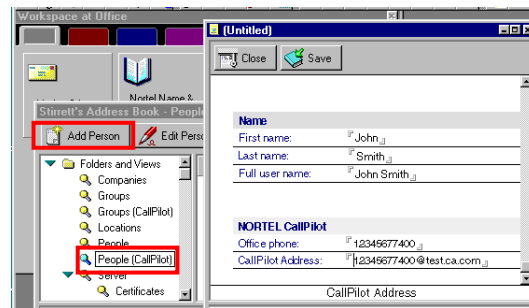 Workspace at Office
(Untitled)
Close
Save
Nortel Name &
Stirrett's Address Book - People
Add Person
Edit Perso
Folders and Views
Companies
Groups
Groups (CallPilot)
Locations
People
People (CallPilot)
Server
Certificates
Name
First name: John
Last name: Smith
Full user name: John Smith
NORTEL CallPilot
Office phone: 12345677400
CallPilot Address: 12345677400@test.ca.com
CallPilot Address